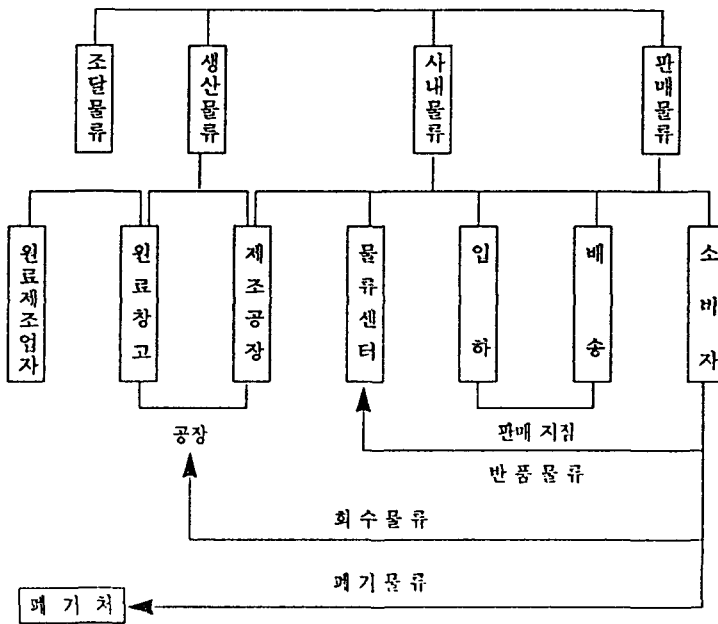 조달물류
생산물류
사내물류
판매물류
원료제조업자
원료창고
제조공장
물류센터
입하
배송
소비자
공장
판매 지점
반품물류
회수물류
폐기물류
폐기처